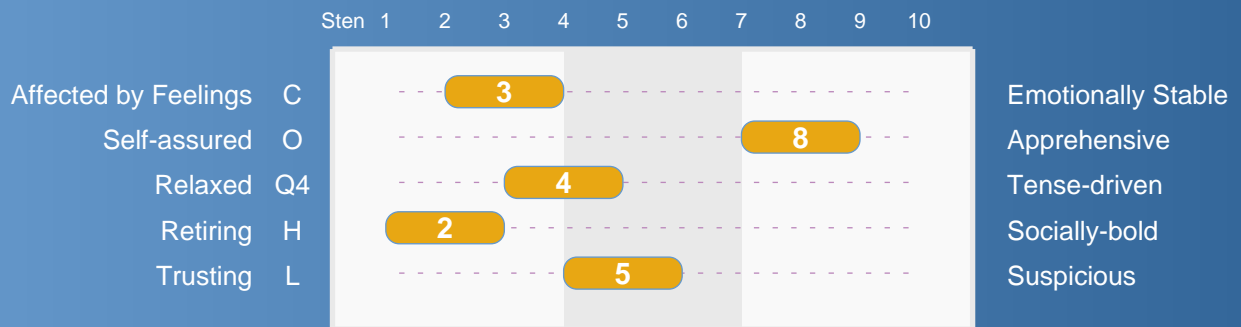 Sten 1 2 3 4 5 6 7 8 9 10
Affected by Feelings C 3 Emotionally Stable
Self-assured O 8 Apprehensive
Relaxed Q4 4 Tense-driven
Retiring H 2 Socially-bold
Trusting L 5 Suspicious